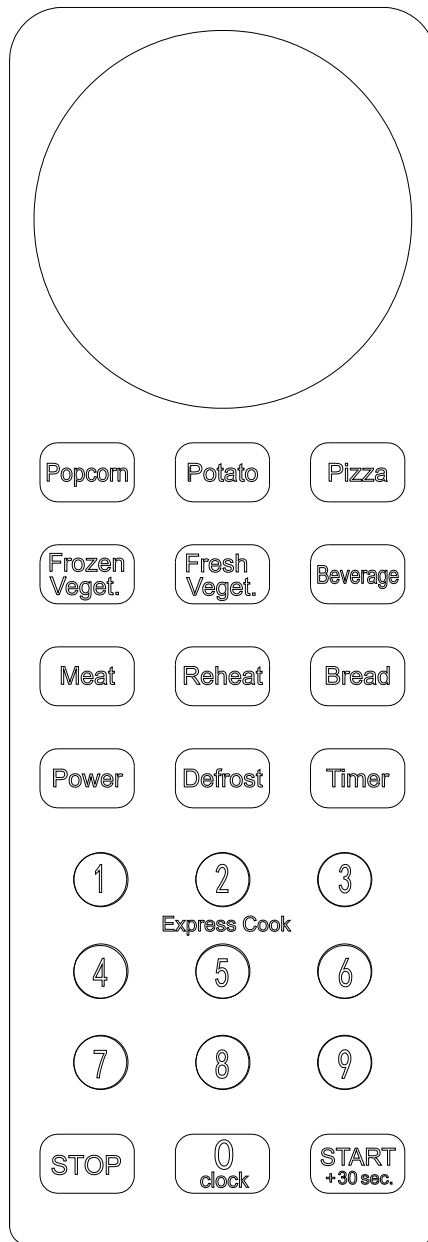 Popcorn
Potato
Pizza
Frozen
Veget.
Fresh
Veget.
Beverage
Meat
Reheat
Bread
Power
Defrost
Timer
1
2
3
Express Cook
4
5
6
7
8
9
STOP
0
clock
START
+30 sec.